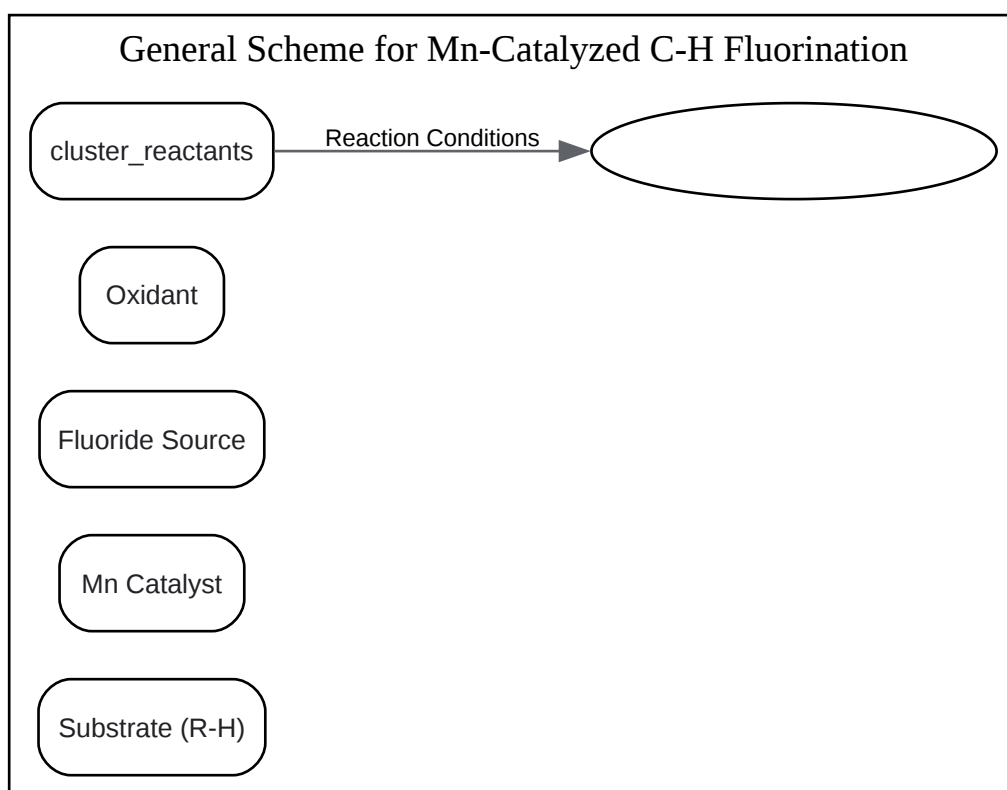 General Scheme for Mn-Catalyzed C-H Fluorination
cluster_reactants
Reaction Conditions
Oxidant
Fluoride Source
Mn Catalyst
Substrate (R-H)